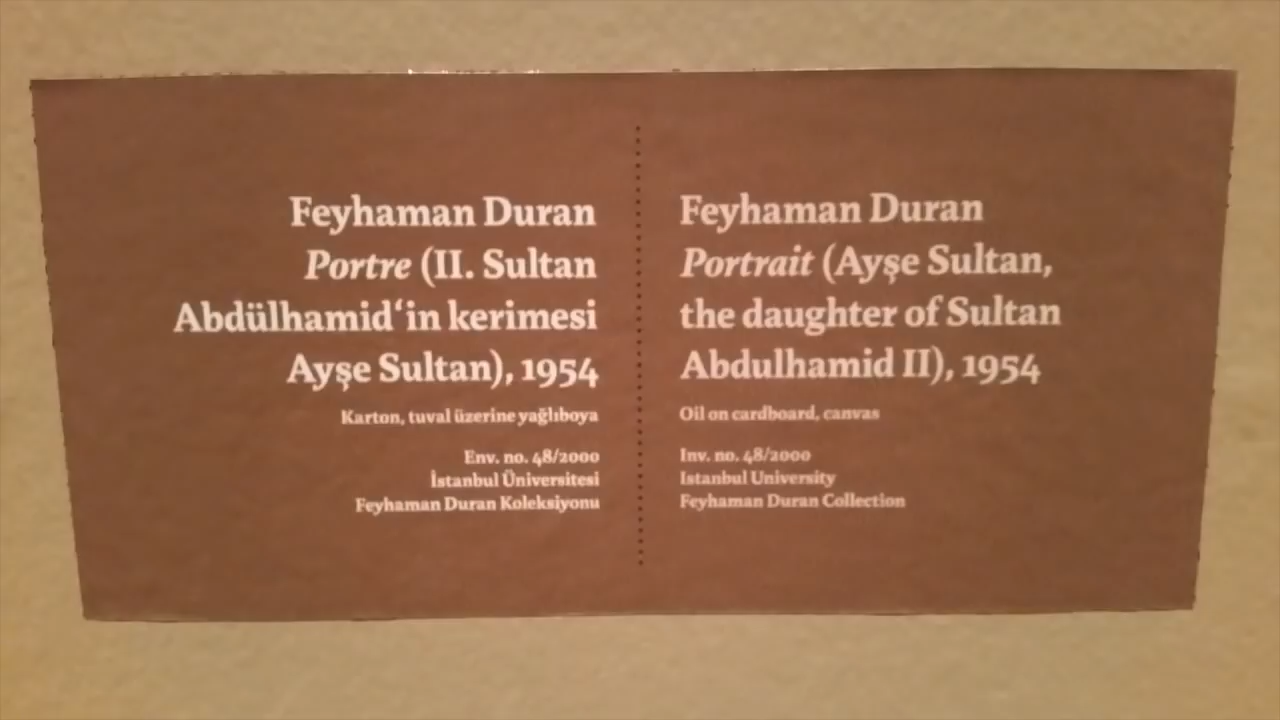 Feyhaman Duran
Portre (II. Sultan
Abdülhamid‘in kerimesi
Ayşe Sultan), 1954
Karton, tuval üzerine yağlıboya
Env. no. 48/2000
İstanbul Üniversitesi
Feyhaman Duran Koleksiyonu
Feyhaman Duran
Portrait (Ayşe Sultan,
the daughter of Sultan
Abdulhamid II), 1954
Oil on cardboard, canvas
Inv. no. 48/2000
Istanbul University
Feyhaman Duran Collection